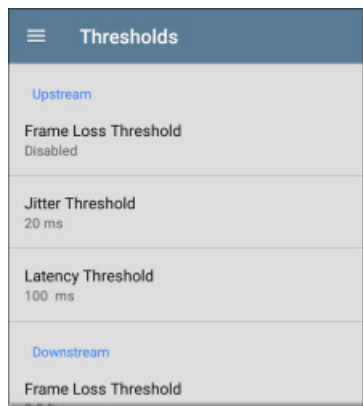 Thresholds
Upstream
Frame Loss Threshold
Disabled
Jitter Threshold
20 ms
Latency Threshold
100 ms
Downstream
Frame Loss Threshold